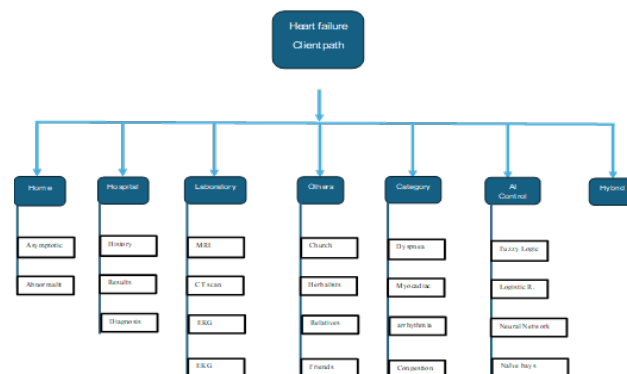 Heart failure
Client path
Home
Hospital
Laboratory
Others
Category
AI
Control
Hybrid
Asymptotic
Abnormalit
History
Results
Diagnosis
MRI
CT scan
EKG
EKG
Church
Herbalists
Relatives
Friends
Dyspnea
Myocardiac
arrhythmia
Congestion
Fuzzy Logic
Logistic R.
Neural Network
Naïve bays